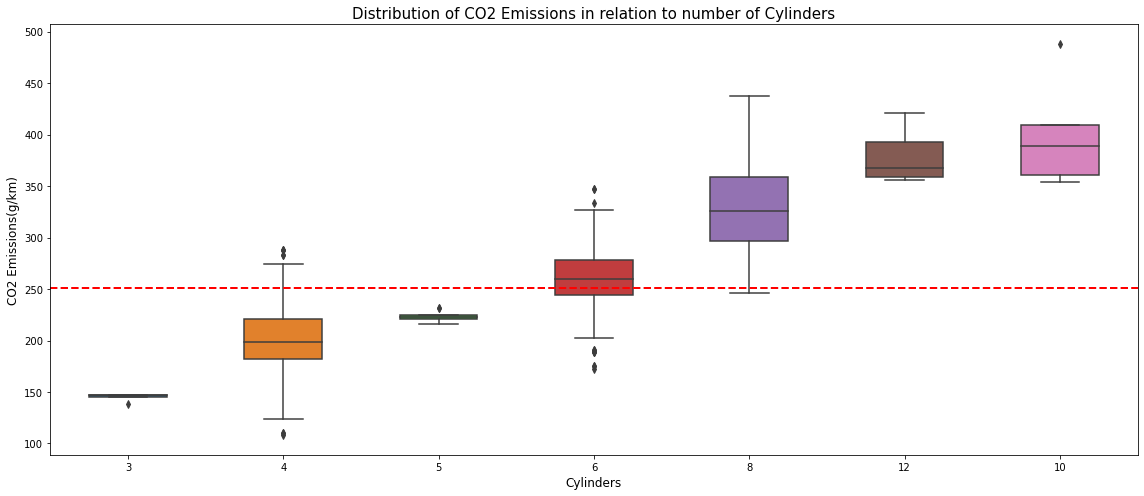 Distribution of CO2 Emissions in relation to number of Cylinders
CO2 Emissions(g/km)
500
450
400
350
300
250
200
150
100
3 4 5 6 8 12 10
Cylinders